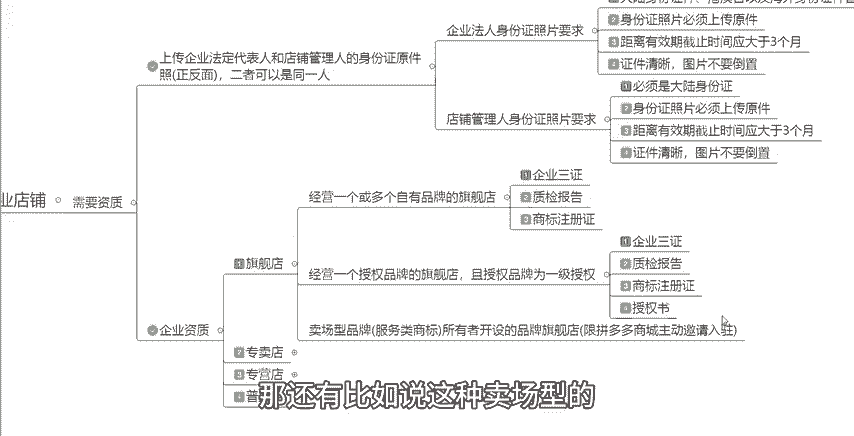 业店铺
需要资质
上传企业法定代表人和店铺管理人的身份证原件
照(正反面)，二者可以是同一人
企业法人身份证照片要求
2 身份证照片必须上传原件
3 距离有效期截止时间应大于3个月
4 证件清晰，图片不要倒置
店铺管理人身份证照片要求
1 必须是大陆身份证
2 身份证照片必须上传原件
3 距离有效期截止时间应大于3个月
4 证件清晰，图片不要倒置
企业资质
1 旗舰店
经营一个或多个自有品牌的旗舰店
1 企业三证
2 质检报告
3 商标注册证
经营一个授权品牌的旗舰店，且授权品牌为一级授权
1 企业三证
2 质检报告
3 商标注册证
4 授权书
卖场型品牌(服务类商标)所有者开设的品牌旗舰店(限拼多多商城主动邀请入驻)
2 专卖店
3 专营店
4 普
那还有比如说这种卖场型的